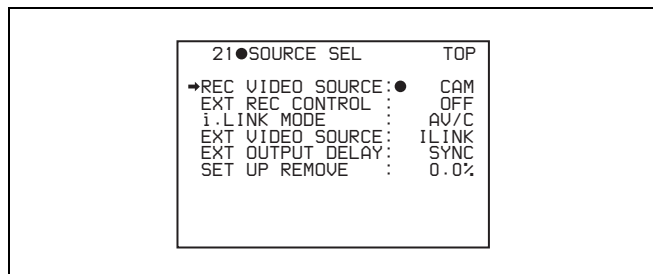 21●SOURCE SEL TOP
➡REC VIDEO SOURCE:● CAM
EXT REC CONTROL : OFF
i.LINK MODE : AV/C
EXT VIDEO SOURCE: ILINK
EXT OUTPUT DELAY: SYNC
SET UP REMOVE : 0.0%